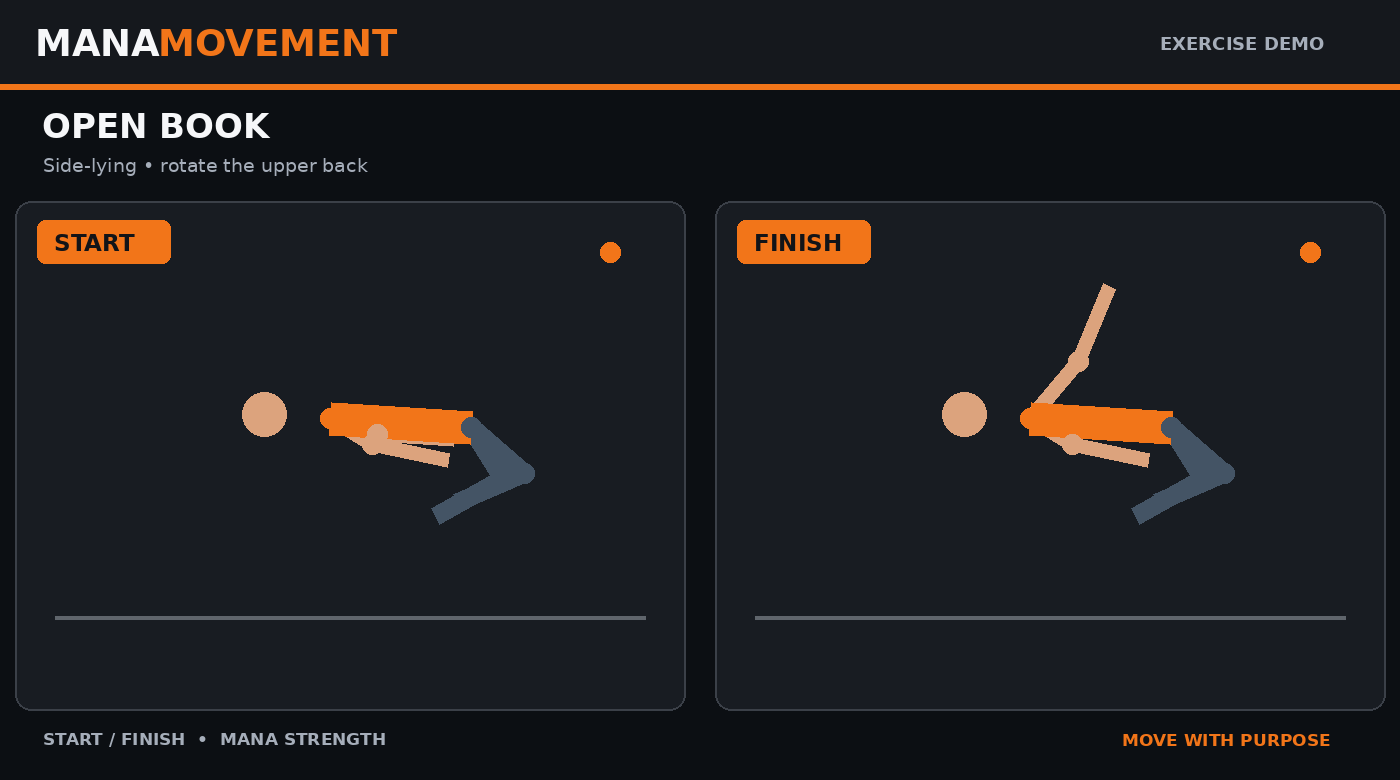 MANAMOVEMENT
EXERCISE DEMO
OPEN BOOK
Side-lying • rotate the upper back
START
FINISH
START / FINISH • MANA STRENGTH
MOVE WITH PURPOSE